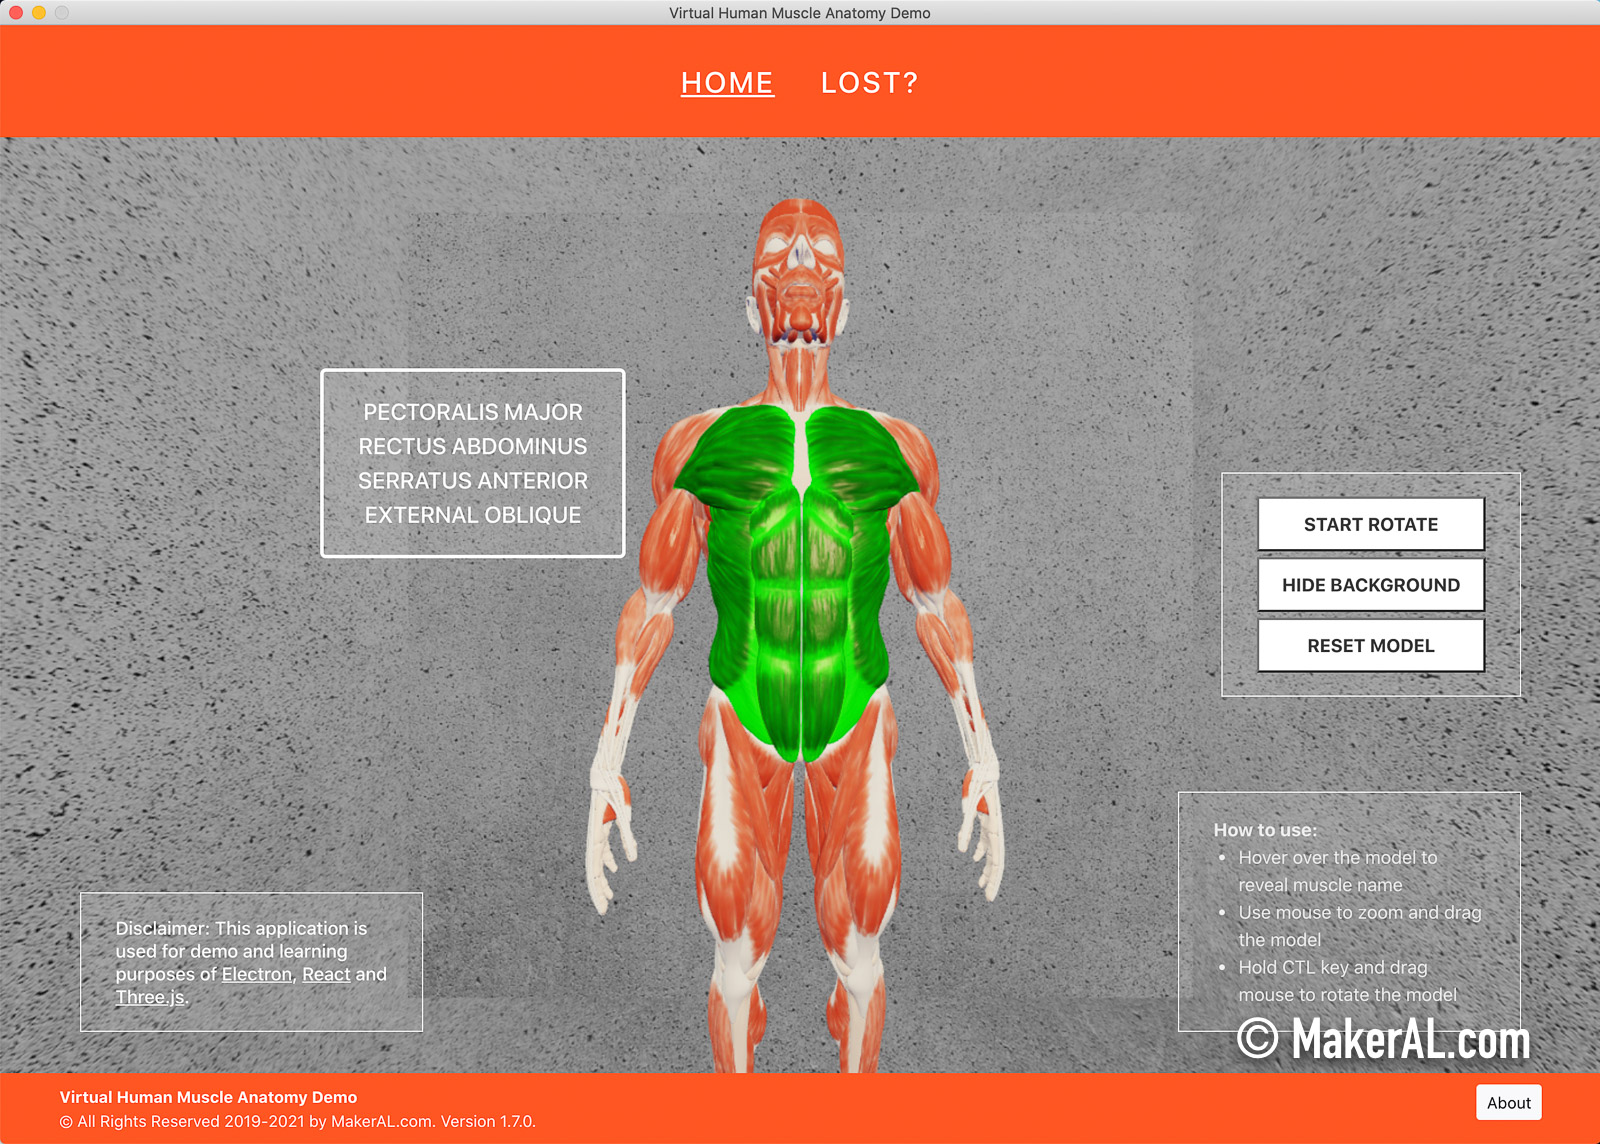 Virtual Human Muscle Anatomy Demo
HOME LOST?
PECTORALIS MAJOR
RECTUS ABDOMINUS
SERRATUS ANTERIOR
EXTERNAL OBLIQUE
START ROTATE
HIDE BACKGROUND
RESET MODEL
How to use:
• Hover over the model to
reveal muscle name
• Use mouse to zoom and drag
the model
• Hold CTL key and drag
mouse to rotate the model
Disclaimer: This application is
used for demo and learning
purposes of Electron, React and
Three.js.
© MakerAL.com
Virtual Human Muscle Anatomy Demo
© All Rights Reserved 2019-2021 by MakerAL.com. Version 1.7.0.
About